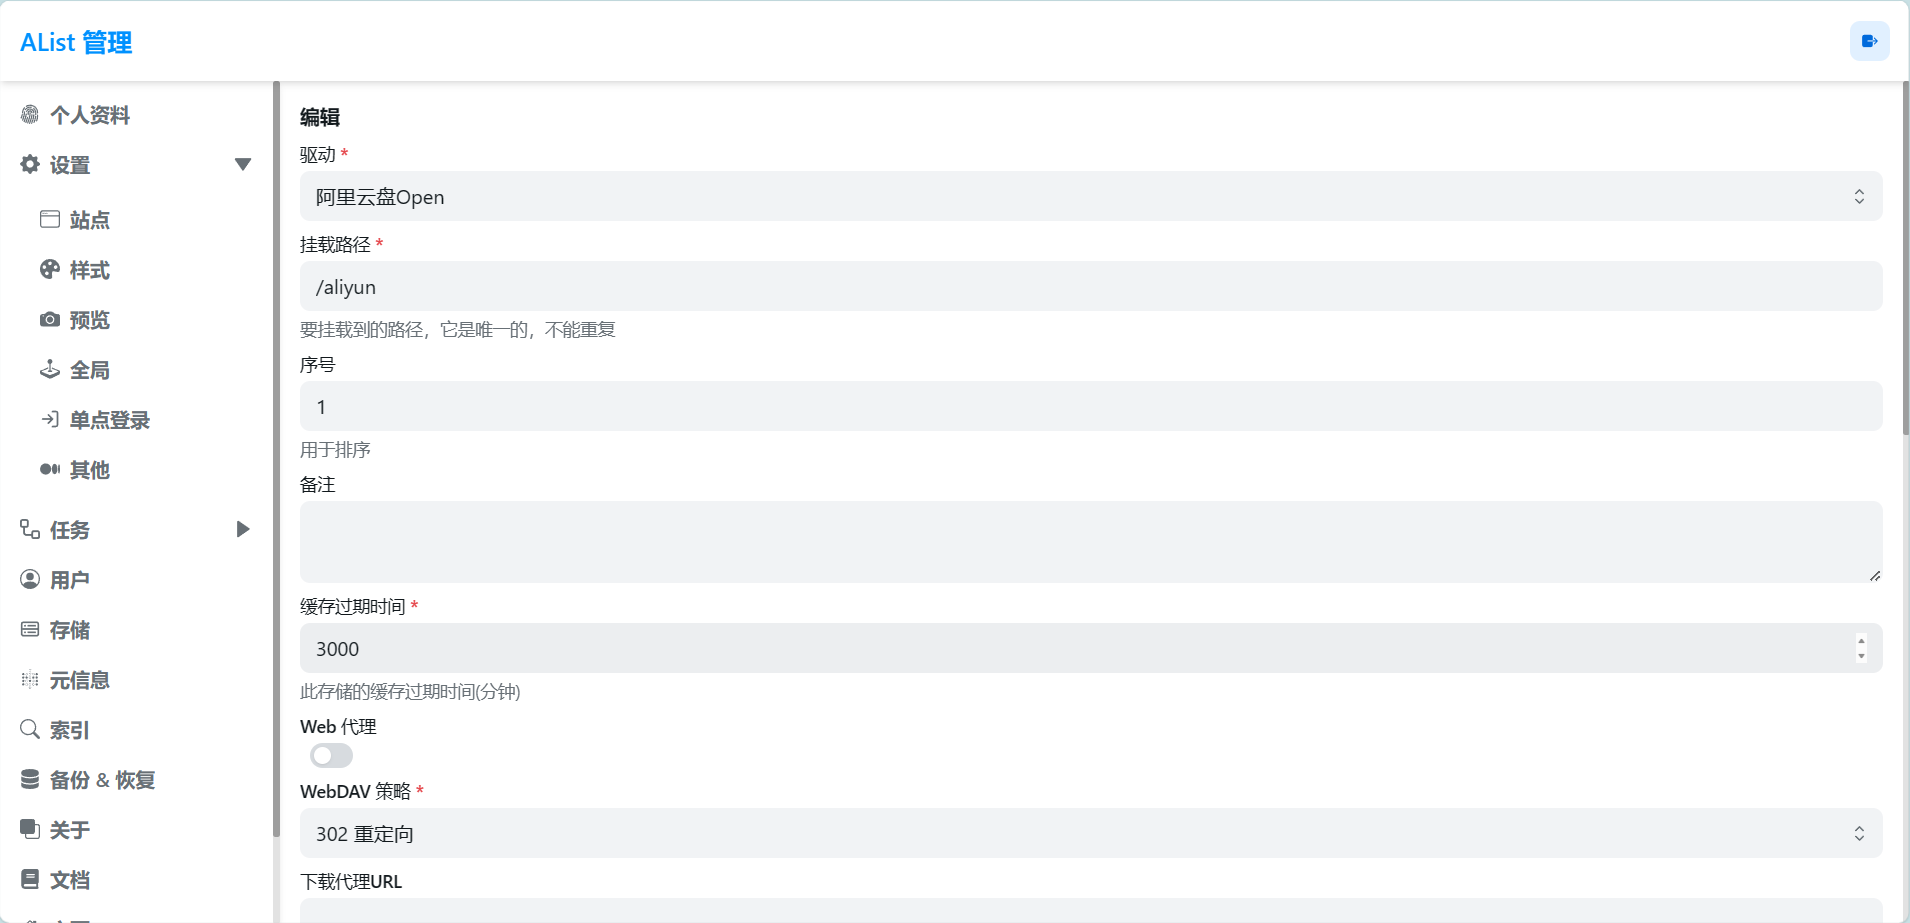 AList 管理
个人资料
设置
站点
样式
预览
全局
单点登录
其他
任务
用户
存储
元信息
索引
备份 & 恢复
关于
文档
编辑
驱动 *
阿里云盘Open
挂载路径 *
/aliyun
要挂载到的路径，它是唯一的，不能重复
序号
1
用于排序
备注
缓存过期时间 *
3000
此存储的缓存过期时间(分钟)
Web 代理
WebDAV 策略 *
302 重定向
下载代理URL